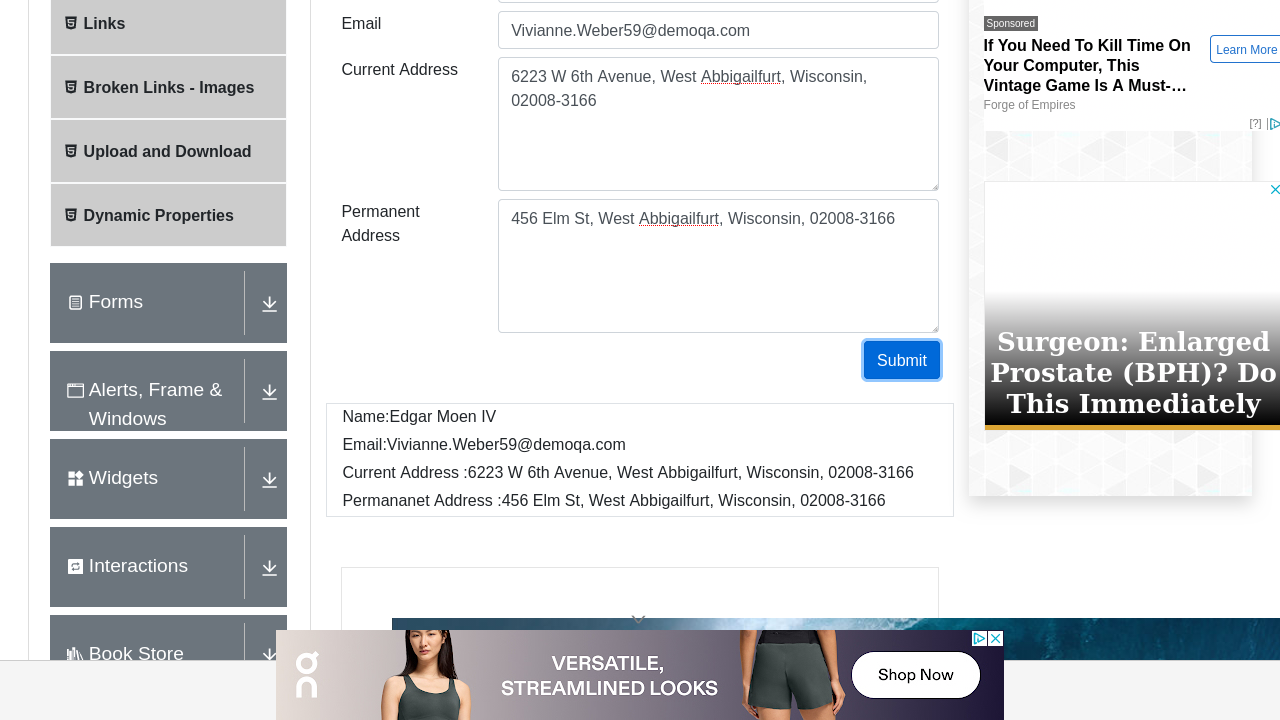 Links
Broken Links - Images
Upload and Download
Dynamic Properties
Forms
Alerts, Frame &
Windows
Widgets
Interactions
Book Store
Email
Vivianne.Weber59@demoqa.com
Current Address
6223 W 6th Avenue, West Abbigailfurt, Wisconsin,
02008-3166
Permanent
Address
456 Elm St, West Abbigailfurt, Wisconsin, 02008-3166
Submit
Name:Edgar Moen IV
Email:Vivianne.Weber59@demoqa.com
Current Address :6223 W 6th Avenue, West Abbigailfurt, Wisconsin, 02008-3166
Permananet Address :456 Elm St, West Abbigailfurt, Wisconsin, 02008-3166
Sponsored
If You Need To Kill Time On
Your Computer, This
Vintage Game Is A Must-...
Forge of Empires
Learn More
[?]
Surgeon: Enlarged
Prostate (BPH)? Do
This Immediately
VERSATILE,
STREAMLINED LOOKS
Shop Now